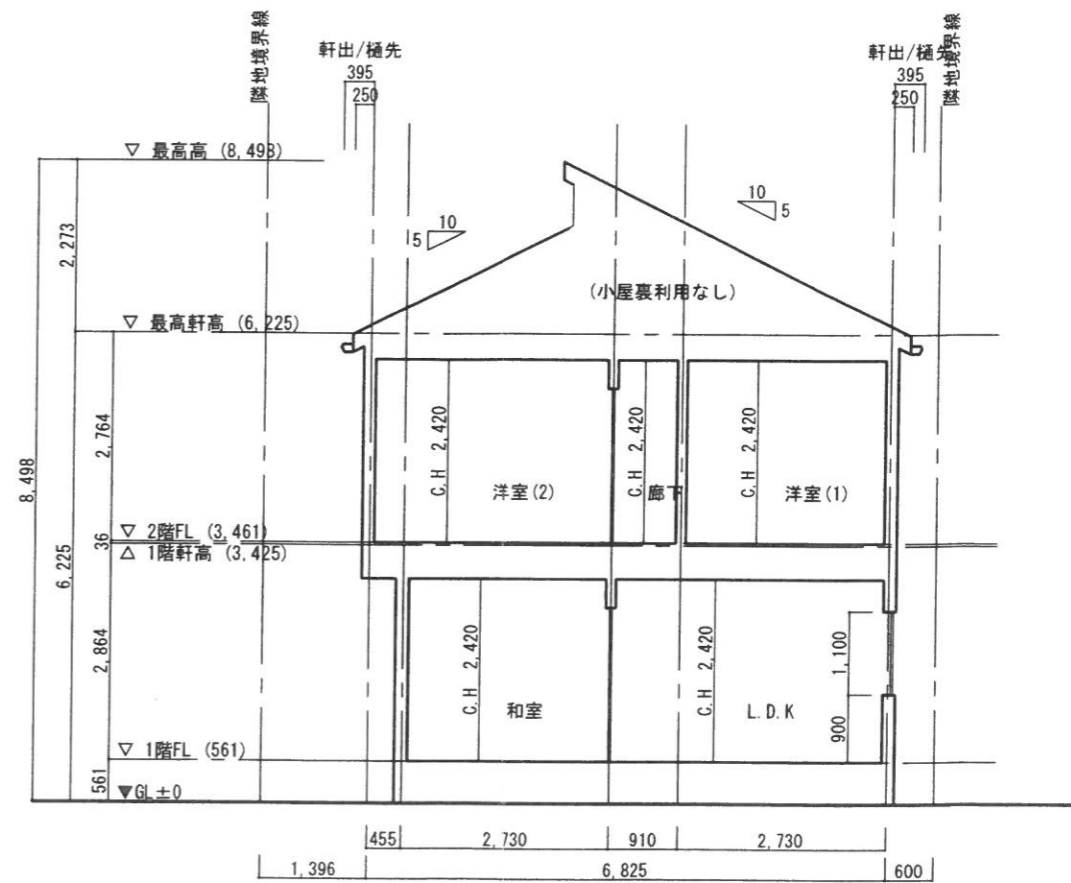 隣地境界線
軒出/樋先
395
250
軒出/樋先
395
250
隣地境界線
▽ 最高高 (8,498)
10
5
10
5
2,273
(小屋裏利用なし)
▽ 最高軒高 (6,225)
8,498
6,225
2,764
C.H 2,420
C.H 2,420
C.H 2,420
洋室(2)
廊下
洋室(1)
▽ 2階FL (3,461)
36
△ 1階軒高 (3,425)
2,864
C.H 2,420
C.H 2,420
1,100
和室
L.D.K
900
▽ 1階FL (561)
561
▼GL±0
455
2,730
910
2,730
1,396
6,825
600